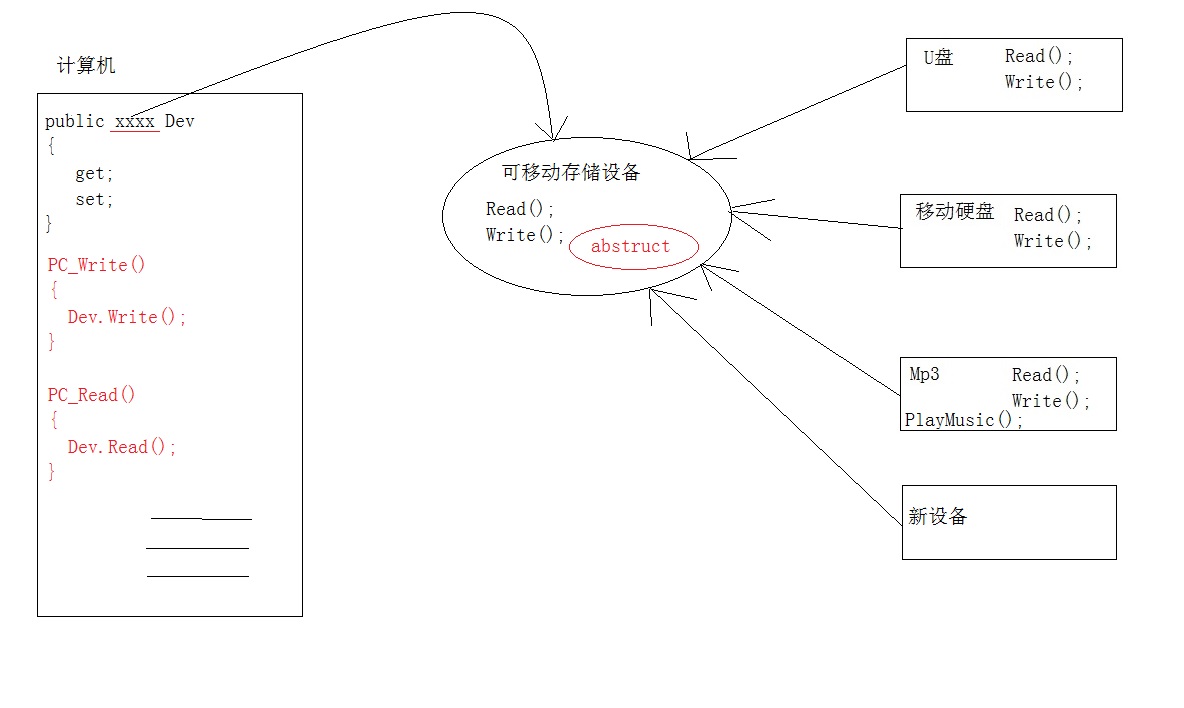 计算机
public xxxx Dev
{
get;
set;
}
PC_Write()
{
Dev.Write();
}
PC_Read()
{
Dev.Read();
}
可移动存储设备
Read();
Write();
abstruct
U盘 Read();
Write();
移动硬盘 Read();
Write();
Mp3 Read();
Write();
PlayMusic();
新设备